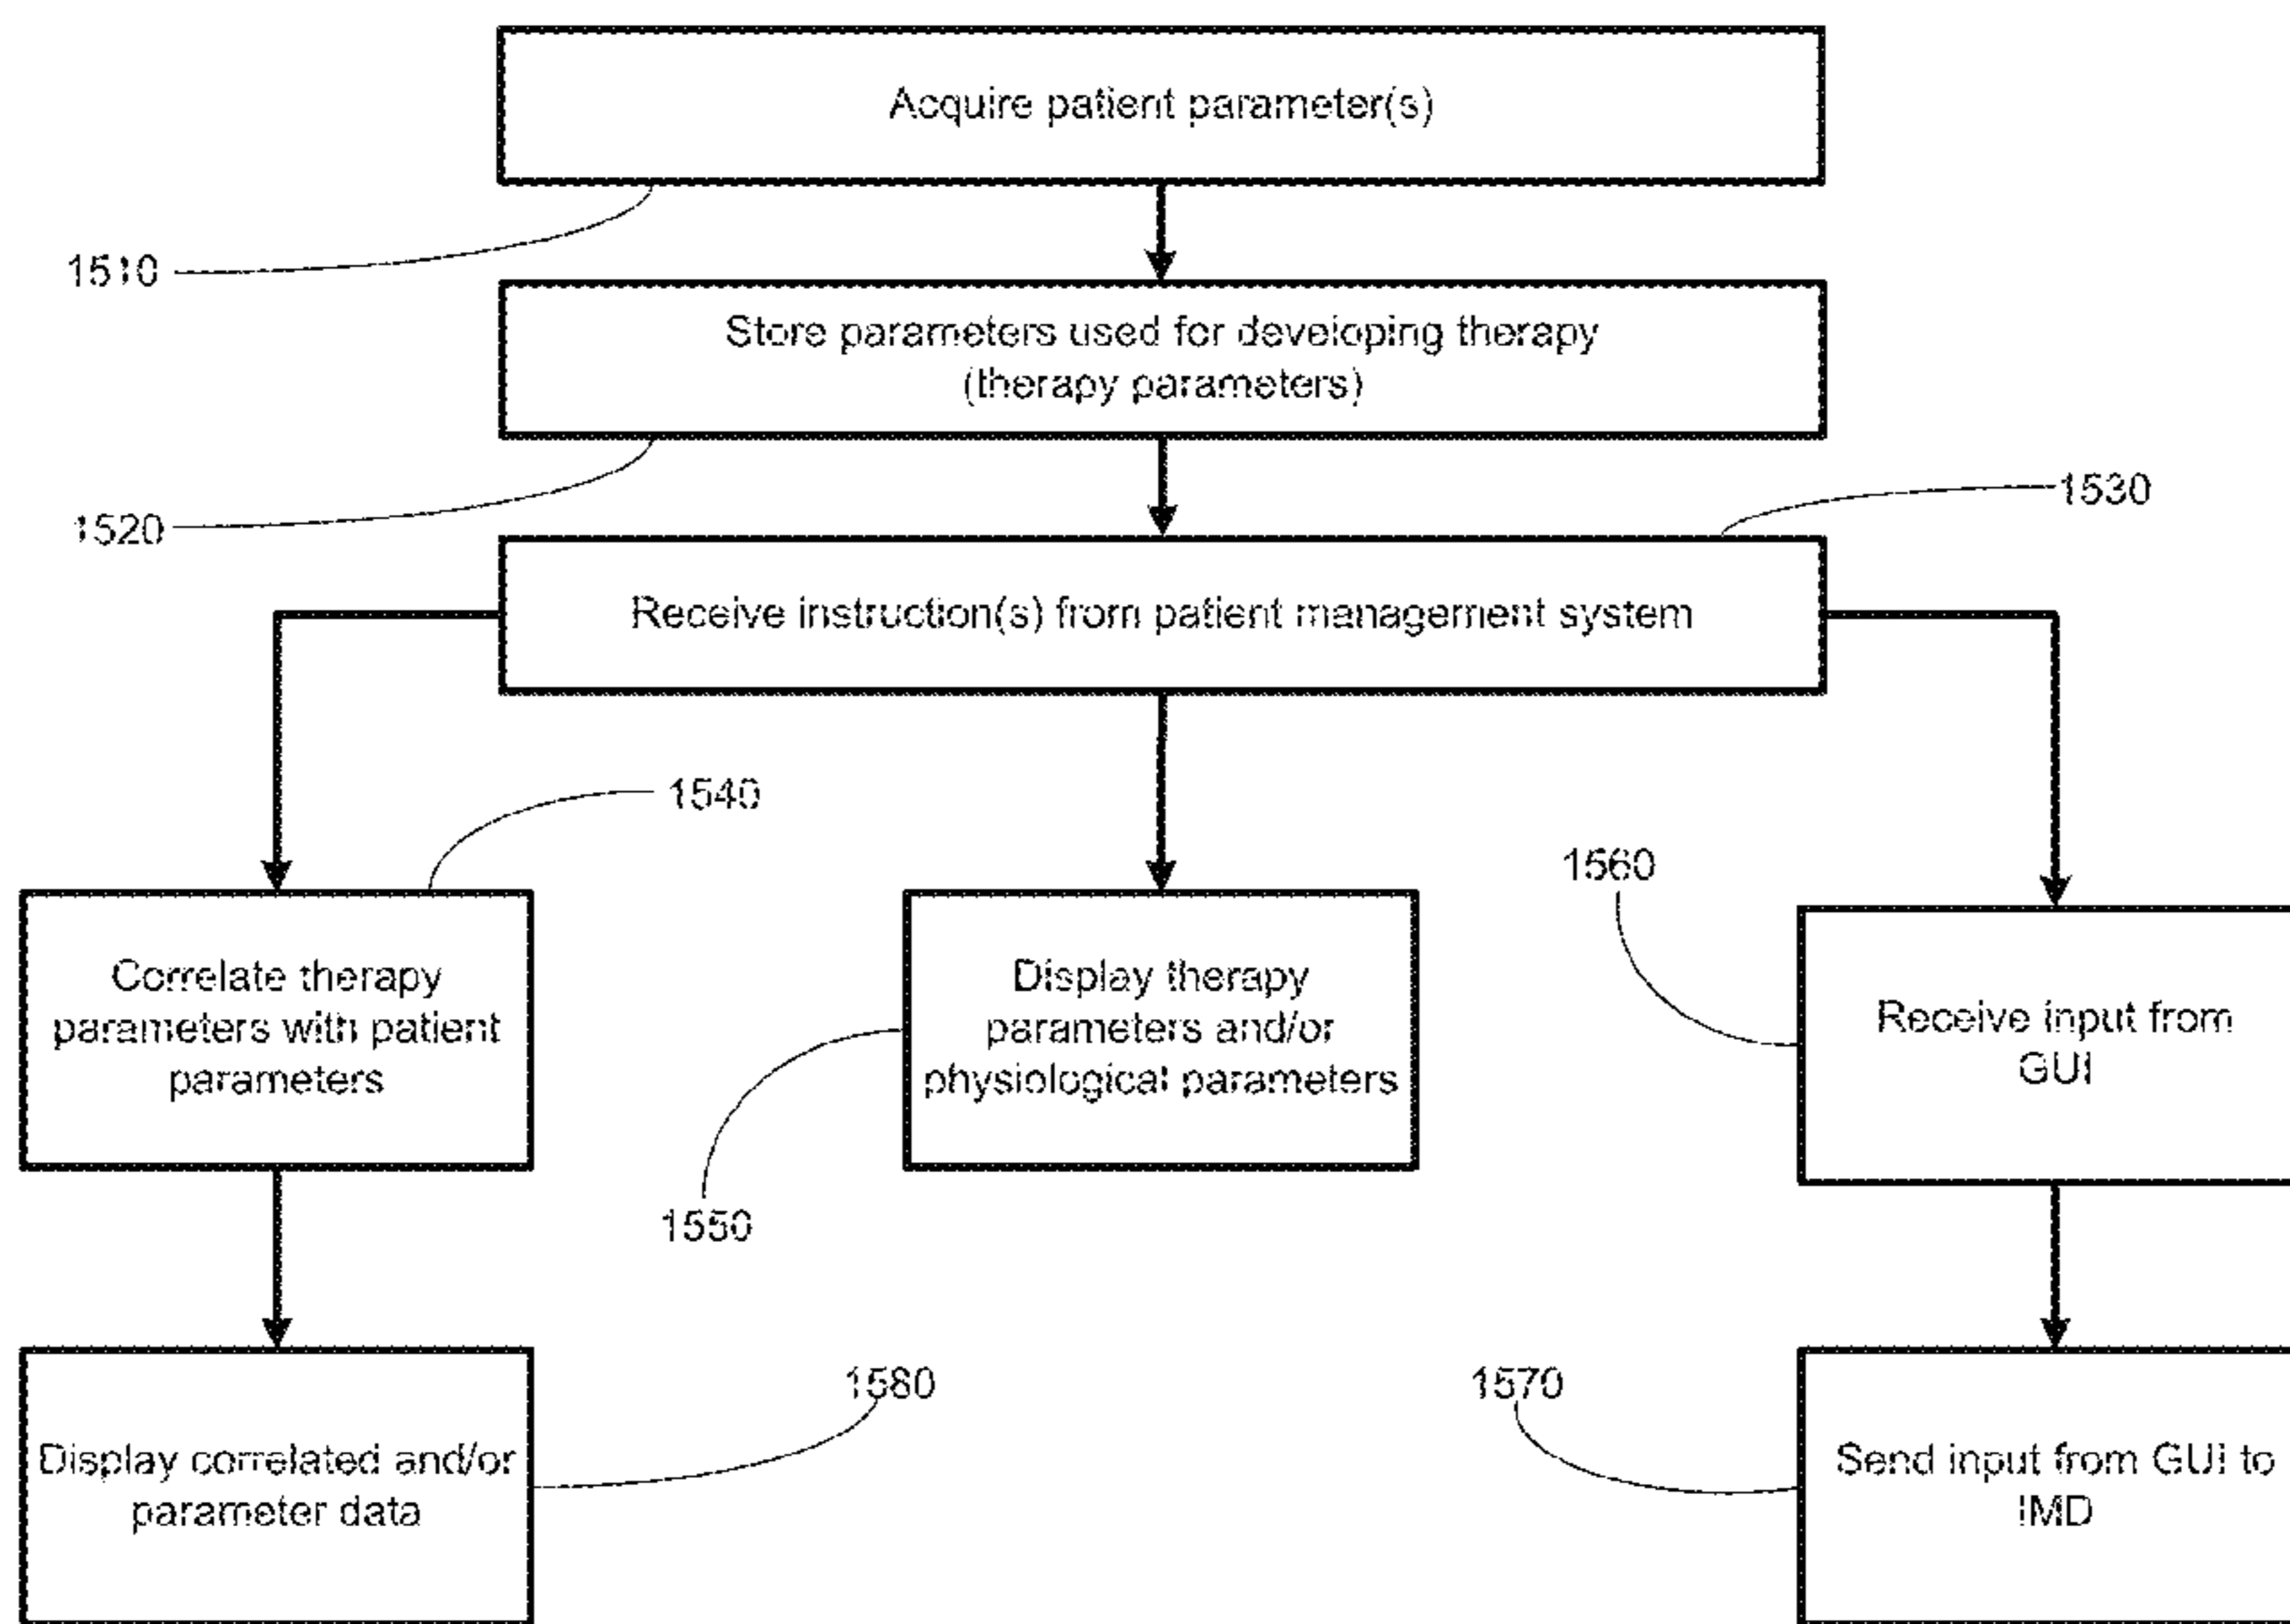 Acquire patient parameter(s)
1510
Store parameters used for developing therapy
(therapy parameters)
1520
1530
Receive instruction(s) from patient management system
1540
1560
Correlate therapy
parameters with patient
parameters
Display therapy
parameters and/or
physiological parameters
Receive input from
GUI
1550
1580
1570
Display correlated and/or
parameter data
Send input from GUI to
IMD